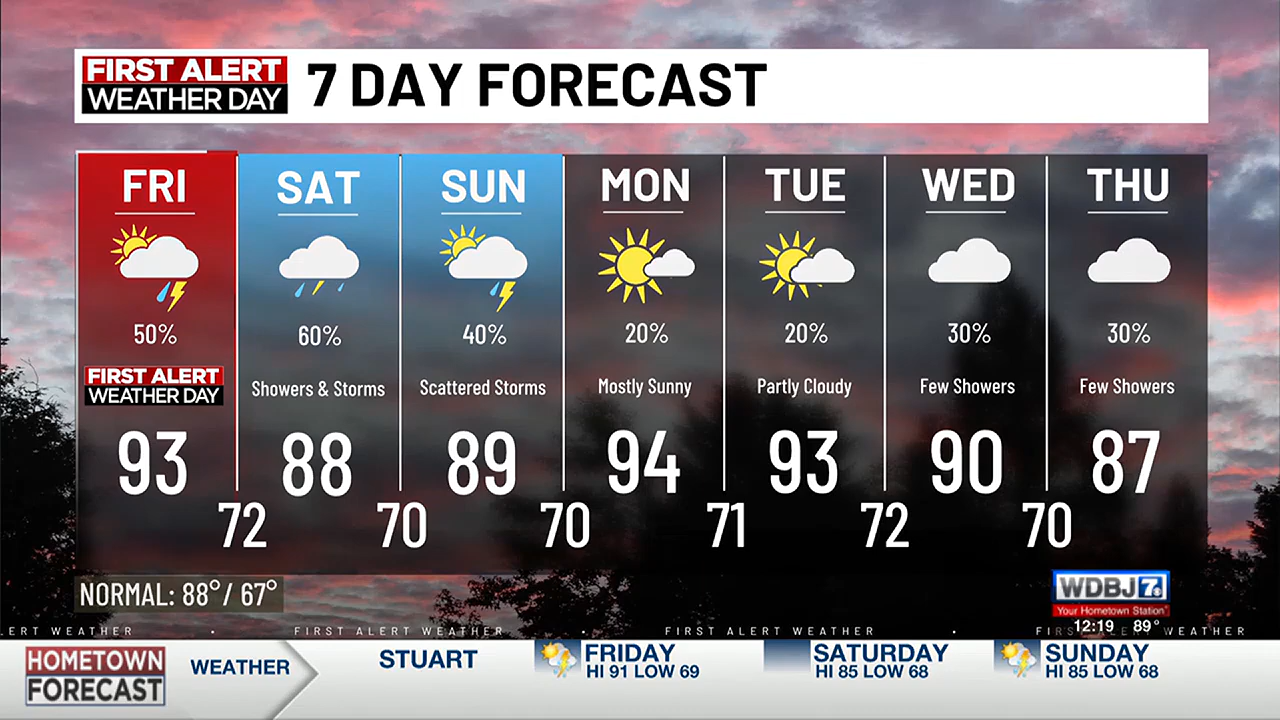 FIRST ALERT
WEATHER DAY
7 DAY FORECAST
FRI SAT SUN MON TUE WED THU
50% 60% 40% 20% 20% 30% 30%
FIRST ALERT
WEATHER DAY
Showers & Storms Scattered Storms Mostly Sunny Partly Cloudy Few Showers Few Showers
93 88 89 94 93 90 87
72 70 70 71 72 70
NORMAL: 88°/ 67°
WDBJ7
Your Hometown Station
12:19 89°
ERT WEATHER · FIRST ALERT WEATHER · FIRST ALERT WEATHER · FIRS WEATHER
HOMETOWN
FORECAST
WEATHER
STUART
FRIDAY
HI 91 LOW 69
SATURDAY
HI 85 LOW 68
SUNDAY
HI 85 LOW 68